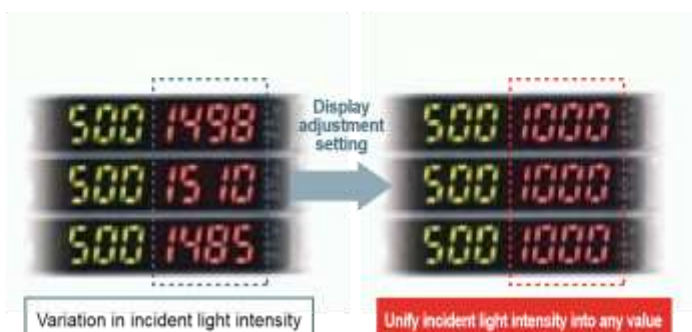 500 1498
500 1510
500 1485
Display
adjustment
setting
500 1000
500 1000
500 1000
Variation in incident light intensity
Unify incident light intensity into any value